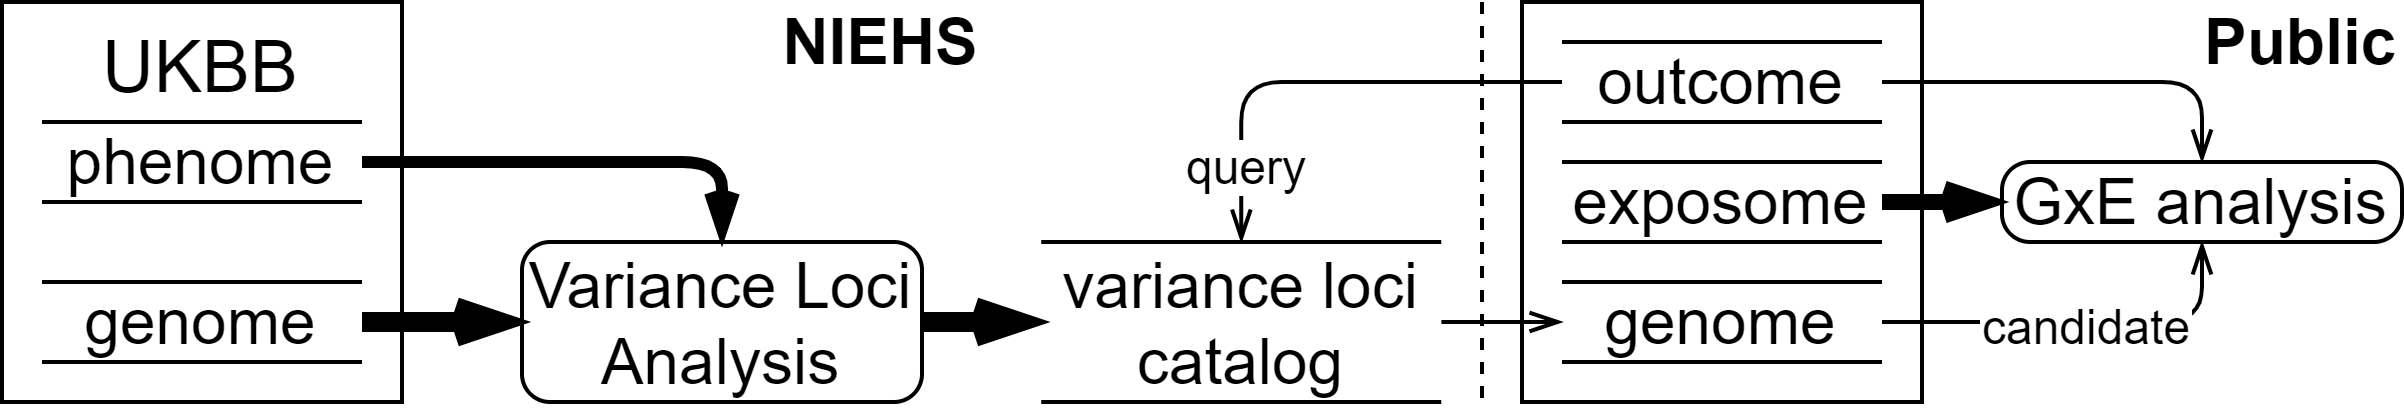 UKBB
phenome
genome
NIEHS
Variance Loci
Analysis
query
variance loci
catalog
outcome
exposome
genome
Public
GxE analysis
candidate